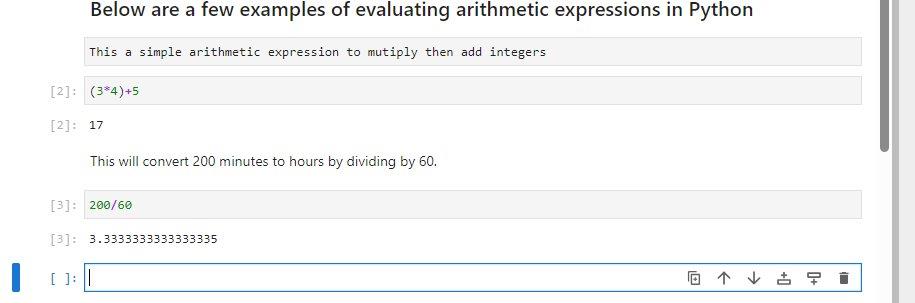 Below are a few examples of evaluating arithmetic expressions in Python
This a simple arithmetic expression to mutiply then add integers
[2]: (3*4)+5
[2]: 17
This will convert 200 minutes to hours by dividing by 60.
[3]: 200/60
[3]: 3.3333333333333335
[ ]: